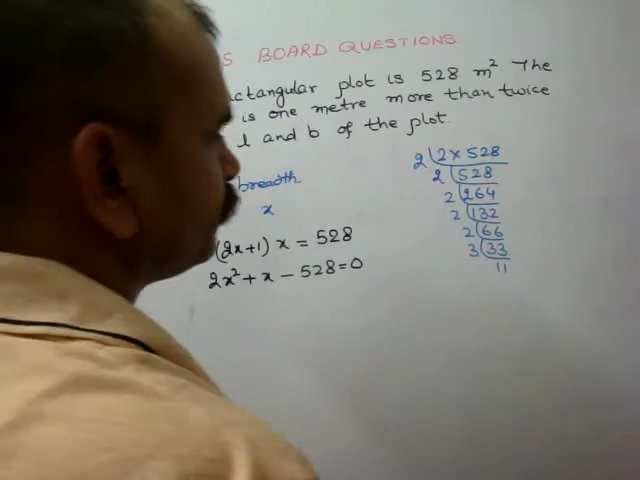 S BOARD QUESTIONS
ctangular plot is 528 m² The
is one metre more than twice
l and b of the plot.
breadth
x
(2x+1) x = 528
2x² + x - 528 = 0
2 | 2 × 528
2 | 528
2 | 264
2 | 132
2 | 66
3 | 33
11